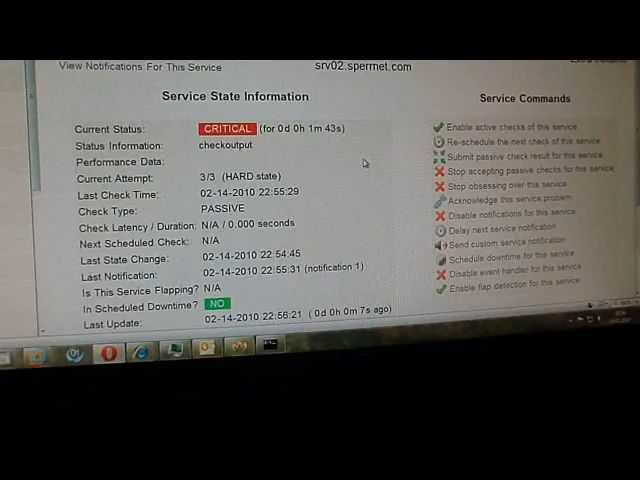 View Notifications For This Service
srv02.spermet.com
Service State Information
Current Status: CRITICAL (for 0d 0h 1m 43s)
Status Information: checkoutput
Performance Data:
Current Attempt: 3/3 (HARD state)
Last Check Time: 02-14-2010 22:55:29
Check Type: PASSIVE
Check Latency / Duration: N/A / 0.000 seconds
Next Scheduled Check: N/A
Last State Change: 02-14-2010 22:54:45
Last Notification: 02-14-2010 22:55:31 (notification 1)
Is This Service Flapping? N/A
In Scheduled Downtime? NO
Last Update: 02-14-2010 22:56:21 ( 0d 0h 0m 7s ago)
Service Commands
Enable active checks of this service
Re-schedule the next check of this service
Submit passive check result for this service
Stop accepting passive checks for this service
Stop obsessing over this service
Acknowledge this service problem
Disable notifications for this service
Delay next service notification
Send custom service notification
Schedule downtime for this service
Disable event handler for this service
Enable flap detection for this service